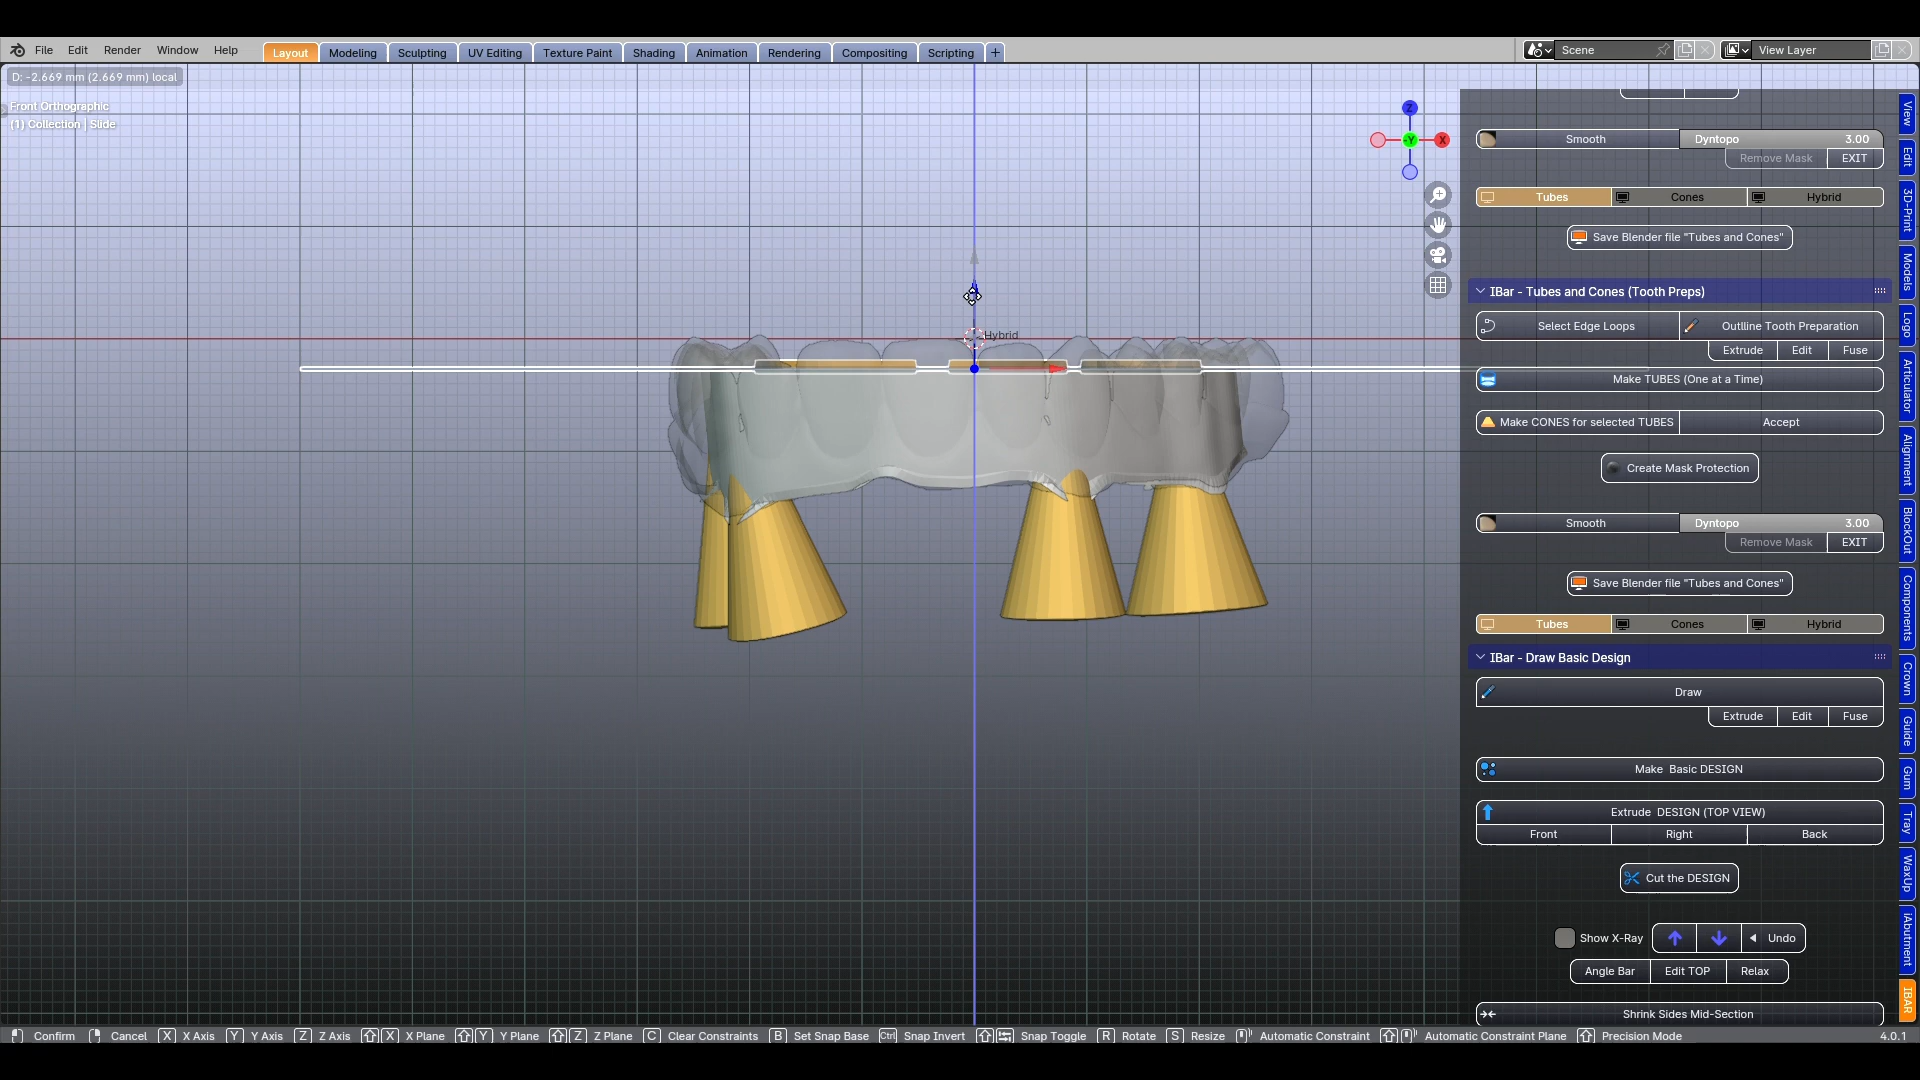 File Edit Render Window Help Layout Modeling Sculpting UV Editing Texture Paint Shading Animation Rendering Compositing Scripting + Scene View Layer
D: -2.669 mm (2.669 mm) local
Front Orthographic
(1) Collection | Slide
Z
X
-Y
Hybrid
Smooth Dyntopo 3.00
Remove Mask EXIT
Tubes Cones Hybrid
Save Blender file "Tubes and Cones"
IBar - Tubes and Cones (Tooth Preps)
Select Edge Loops Outlline Tooth Preparation
Extrude Edit Fuse
Make TUBES (One at a Time)
Make CONES for selected TUBES Accept
Create Mask Protection
Smooth Dyntopo 3.00
Remove Mask EXIT
Save Blender file "Tubes and Cones"
Tubes Cones Hybrid
IBar - Draw Basic Design
Draw
Extrude Edit Fuse
Make Basic DESIGN
Extrude DESIGN (TOP VIEW)
Front Right Back
Cut the DESIGN
Show X-Ray Undo
Angle Bar Edit TOP Relax
Shrink Sides Mid-Section
View
Edit
3D-Print
Models
Logo
Articulator
Alignment
BlockOut
Components
Crown
Guide
Gum
Tray
WaxUp
iAbutment
IBAR
Confirm Cancel X X Axis Y Y Axis Z Z Axis X X Plane Y Y Plane Z Z Plane C Clear Constraints B Set Snap Base Ctrl Snap Invert Snap Toggle R Rotate S Resize Automatic Constraint Automatic Constraint Plane Precision Mode 4.0.1